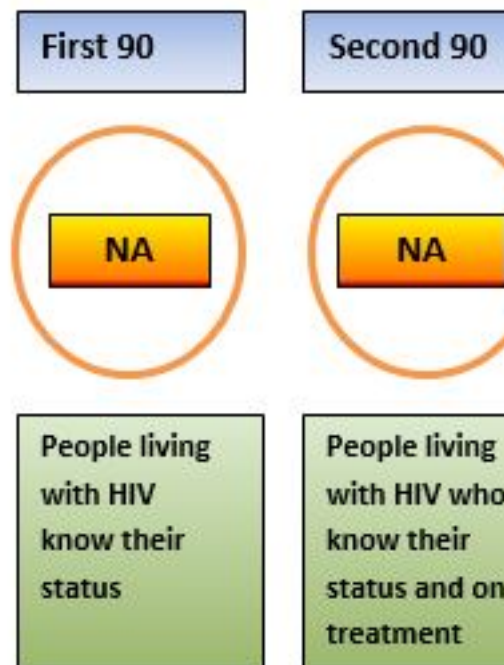 First 90
Second 90
NA
NA
People living
with HIV
know their
status
People living
with HIV who
know their
status and on
treatment